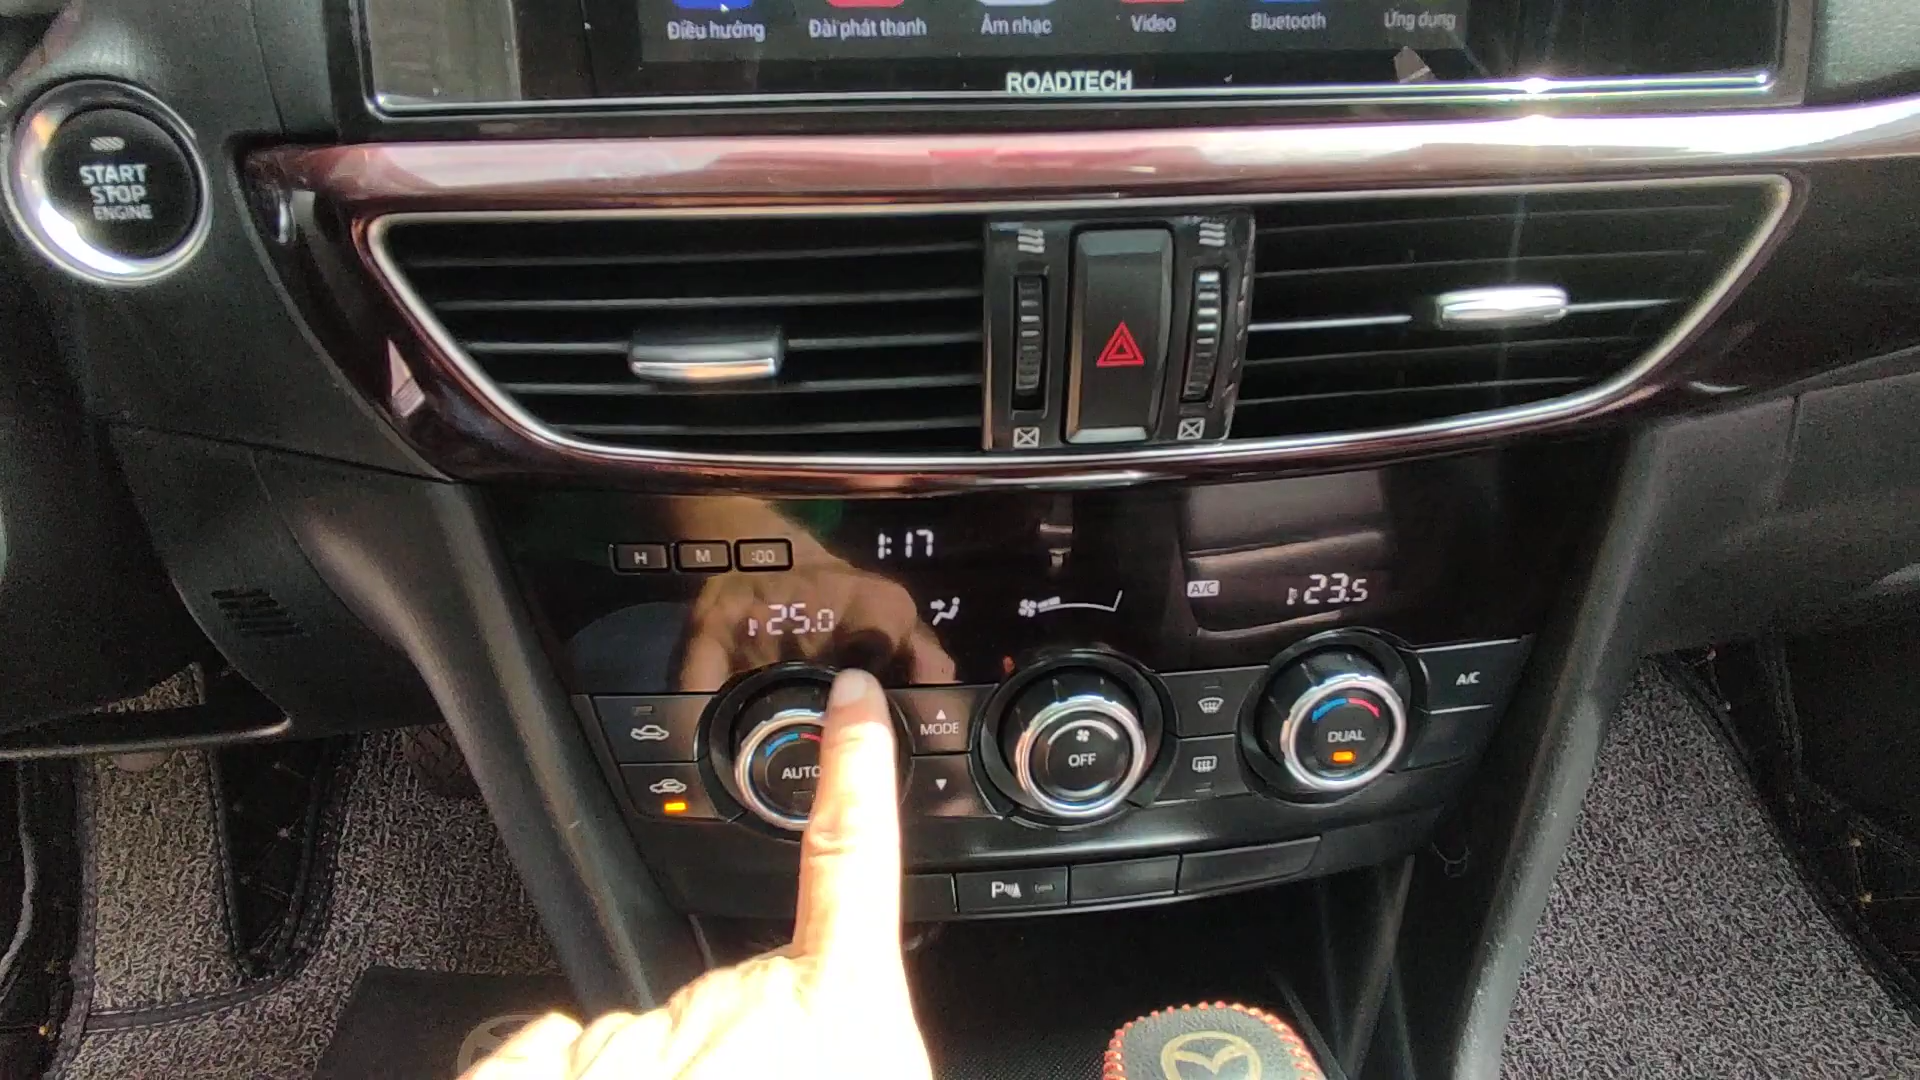 Điều hướng
Đài phát thanh
Âm nhạc
Video
Bluetooth
Ứng dụng
ROADTECH
START
STOP
ENGINE
H
M
:00
1:17
25.0
A/C
23.5
MODE
AUTO
OFF
DUAL
A/C
P